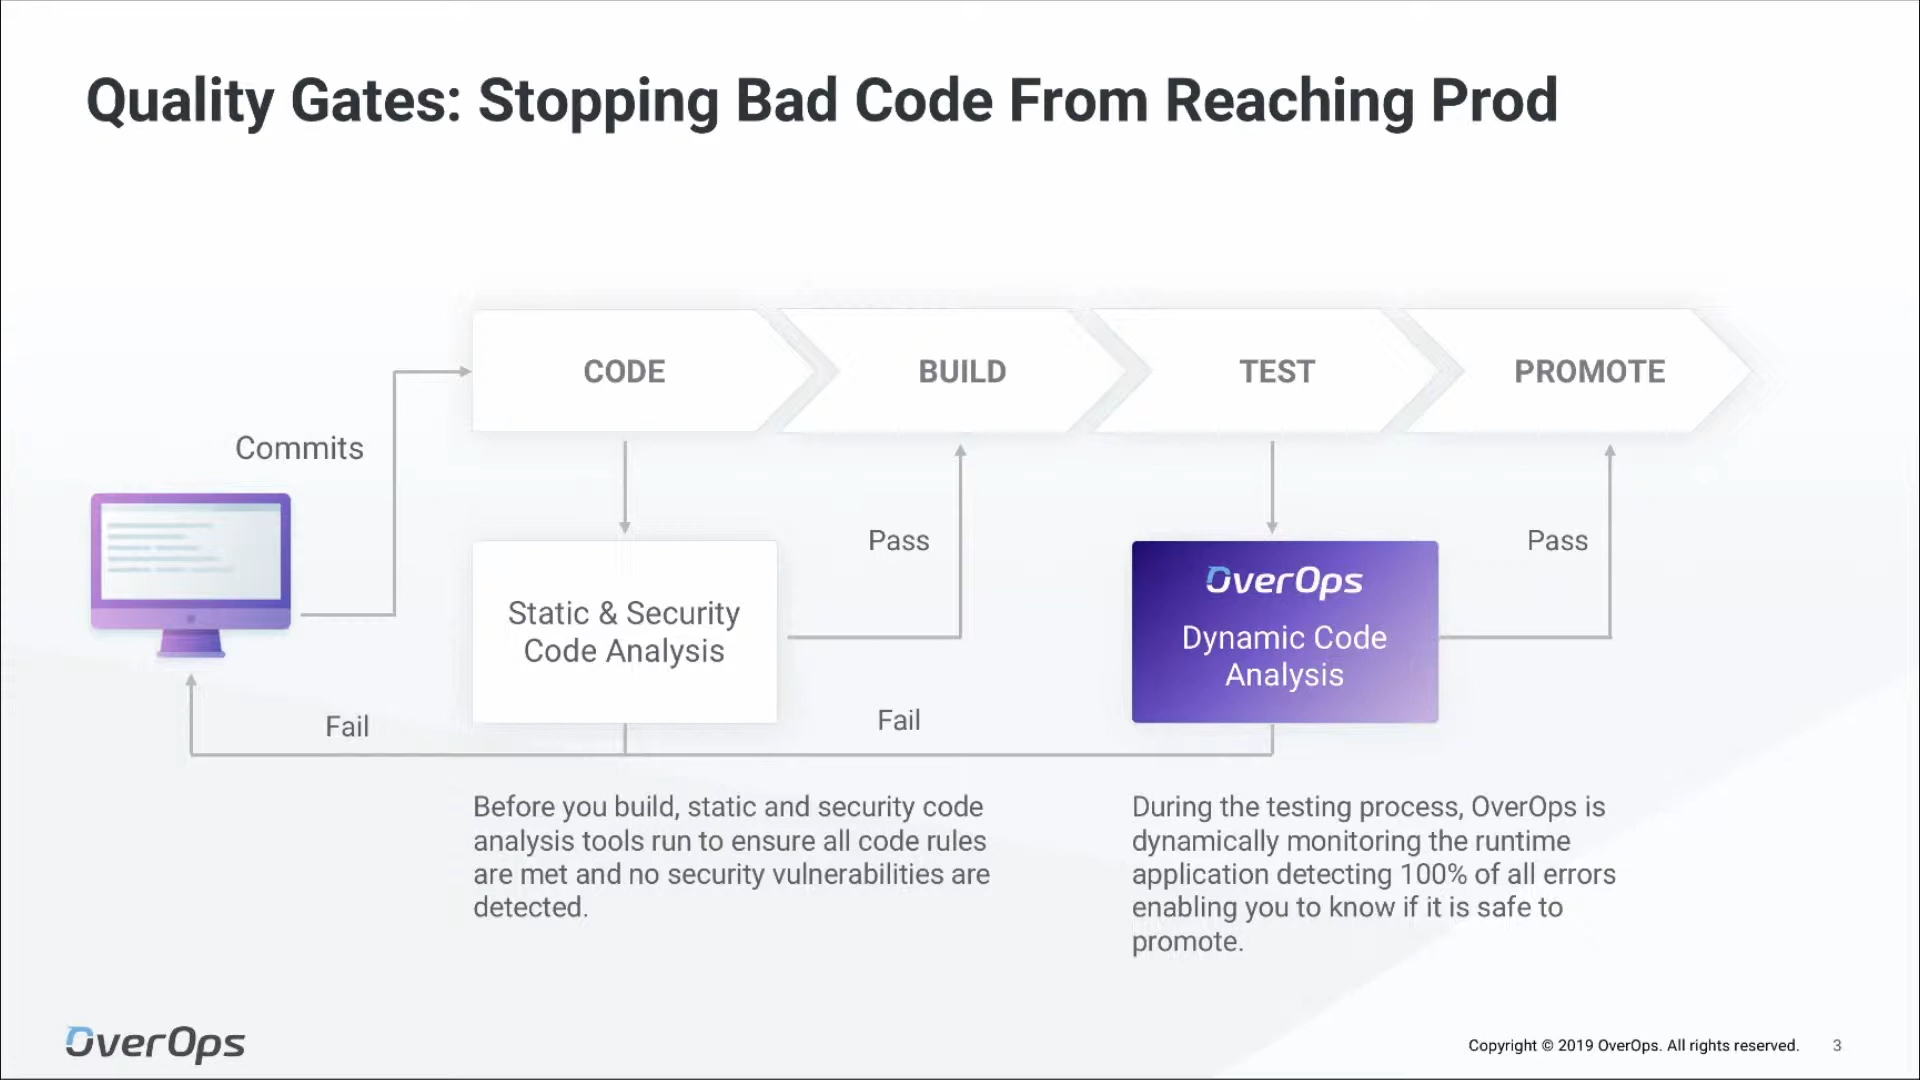 Quality Gates: Stopping Bad Code From Reaching Prod
CODE
BUILD
TEST
PROMOTE
Commits
Pass
Pass
Static & Security
Code Analysis
OverOps
Dynamic Code
Analysis
Fail
Fail
Before you build, static and security code
analysis tools run to ensure all code rules
are met and no security vulnerabilities are
detected.
During the testing process, OverOps is
dynamically monitoring the runtime
application detecting 100% of all errors
enabling you to know if it is safe to
promote.
OverOps
Copyright © 2019 OverOps. All rights reserved.
3